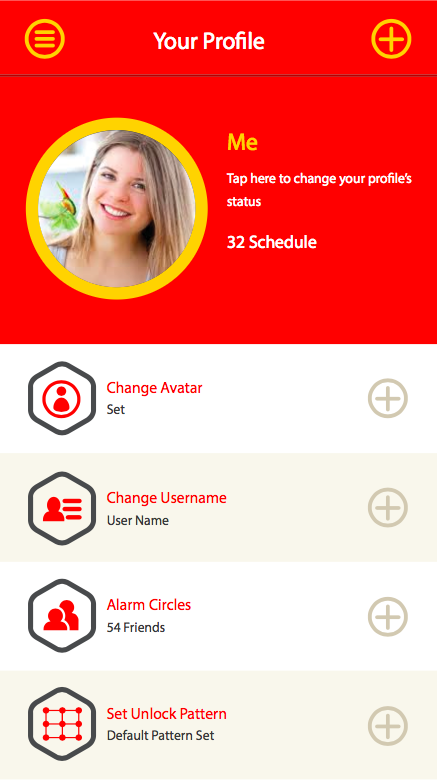 Your Profile
Me
Tap here to change your profile's
status
32 Schedule
Change Avatar
Set
Change Username
User Name
Alarm Circles
54 Friends
Set Unlock Pattern
Default Pattern Set